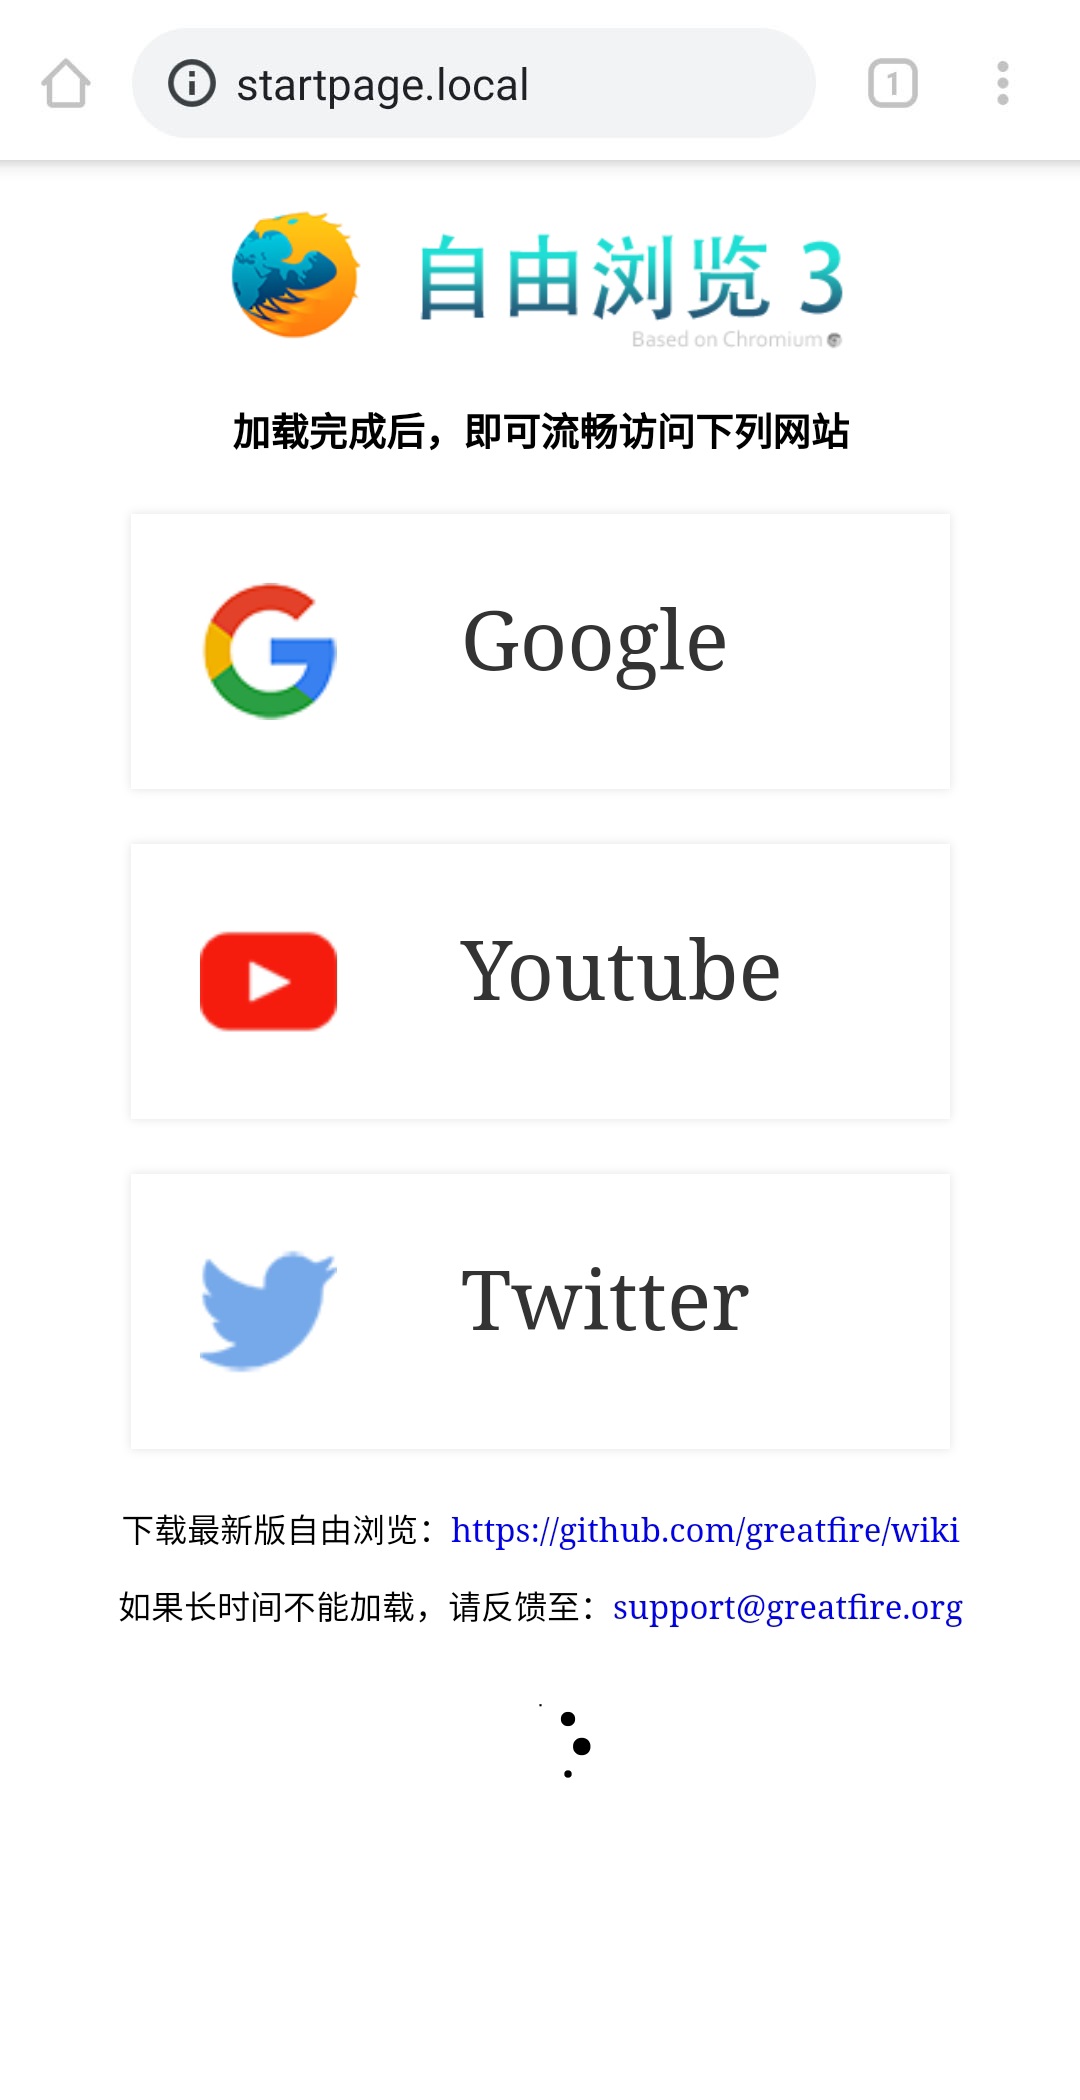 startpage.local
1
自由浏览 3
Based on Chromium
加载完成后，即可流畅访问下列网站
Google
Youtube
Twitter
下载最新版自由浏览：https://github.com/greatfire/wiki
如果长时间不能加载，请反馈至：support@greatfire.org